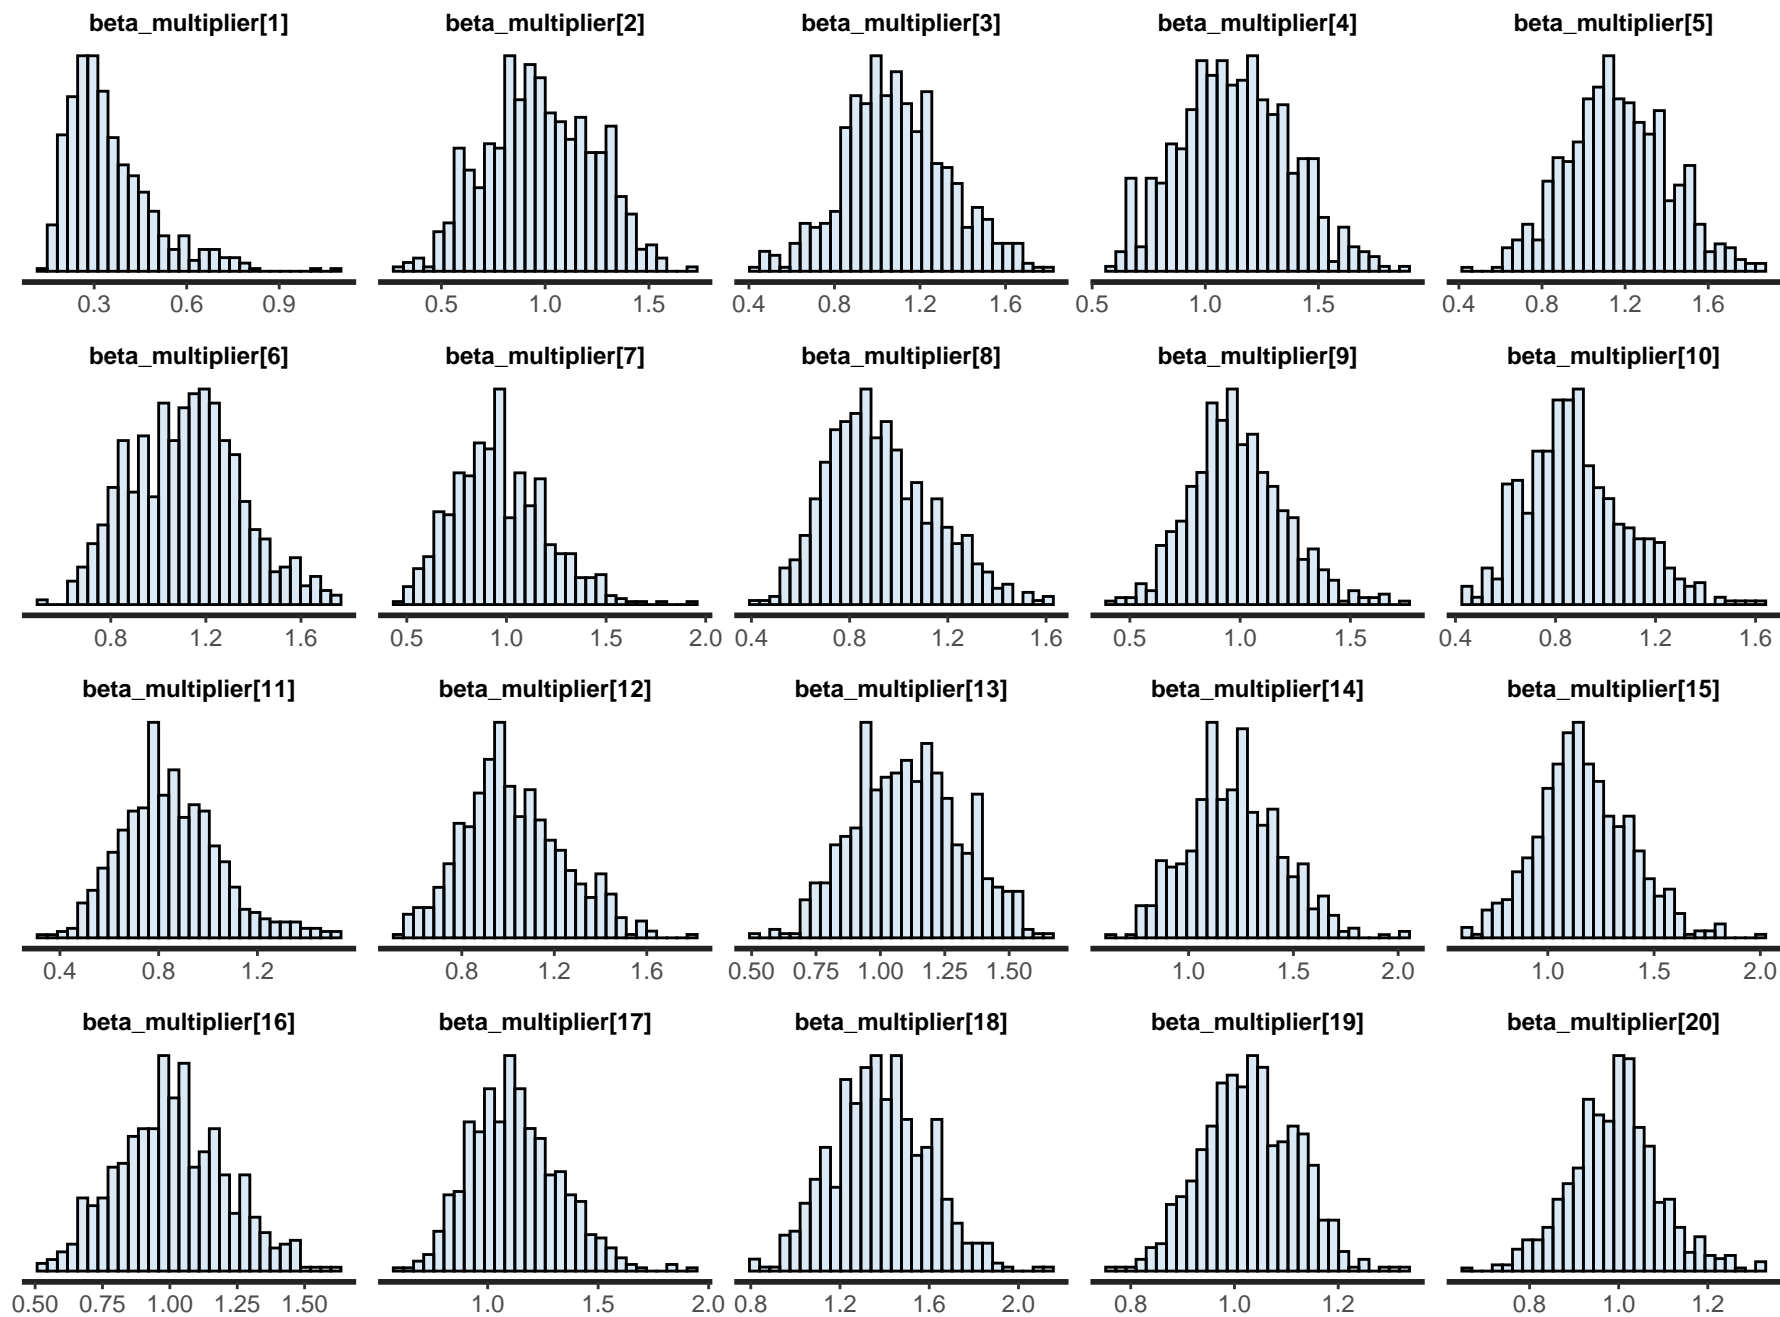 beta_multiplier[1] beta_multiplier[2] beta_multiplier[3] beta_multiplier[4] beta_multiplier[5]
0.3 0.6 0.9 0.5 1.0 1.5 0.4 0.8 1.2 1.6 0.5 1.0 1.5 0.4 0.8 1.2 1.6
beta_multiplier[6] beta_multiplier[7] beta_multiplier[8] beta_multiplier[9] beta_multiplier[10]
0.8 1.2 1.6 0.5 1.0 1.5 2.0 0.4 0.8 1.2 1.6 0.5 1.0 1.5 0.4 0.8 1.2 1.6
beta_multiplier[11] beta_multiplier[12] beta_multiplier[13] beta_multiplier[14] beta_multiplier[15]
0.4 0.8 1.2 0.8 1.2 1.6 0.50 0.75 1.00 1.25 1.50 1.0 1.5 2.0 1.0 1.5 2.0
beta_multiplier[16] beta_multiplier[17] beta_multiplier[18] beta_multiplier[19] beta_multiplier[20]
0.50 0.75 1.00 1.25 1.50 1.0 1.5 2.0 0.8 1.2 1.6 2.0 0.8 1.0 1.2 0.8 1.0 1.2